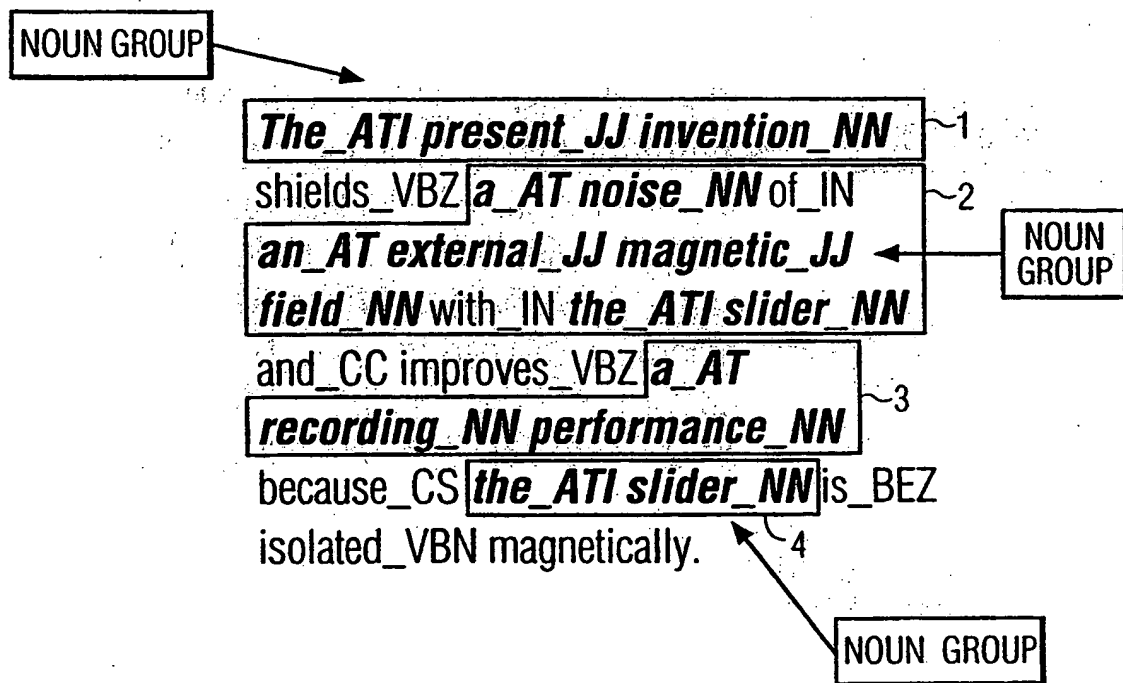 NOUN GROUP
The_ATI present_JJ invention_NN ~1
shields_VBZ a_AT noise_NN of_IN ~2
an_AT external_JJ magnetic_JJ
NOUN
GROUP
field_NN with_IN the_ATI slider_NN
and_CC improves_VBZ a_AT
~3
recording_NN performance_NN
because_CS the_ATI slider_NN is_BEZ
4
isolated_VBN magnetically.
NOUN GROUP